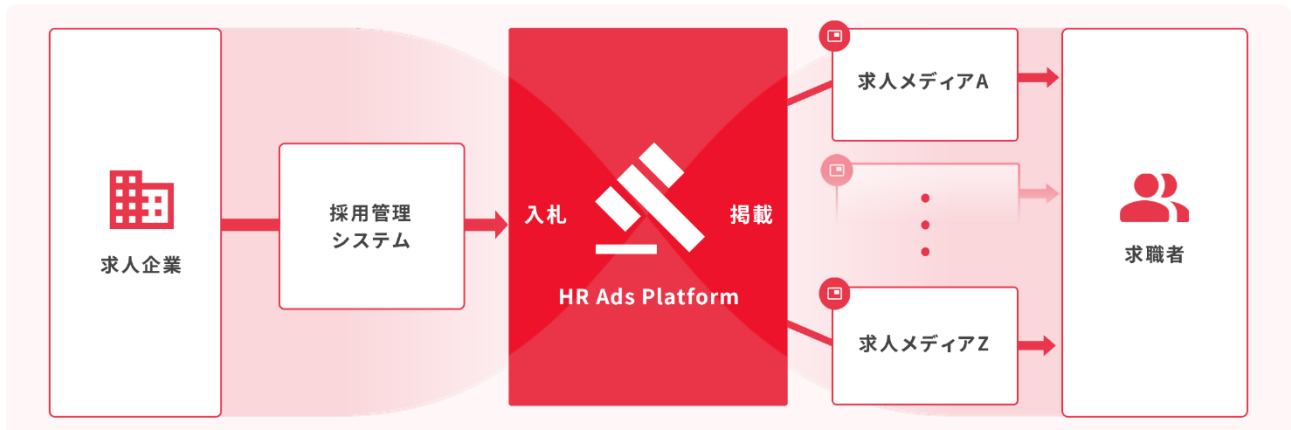 求人企業
採用管理
システム
入札
掲載
HR Ads Platform
求人メディアA
求人メディアZ
求職者